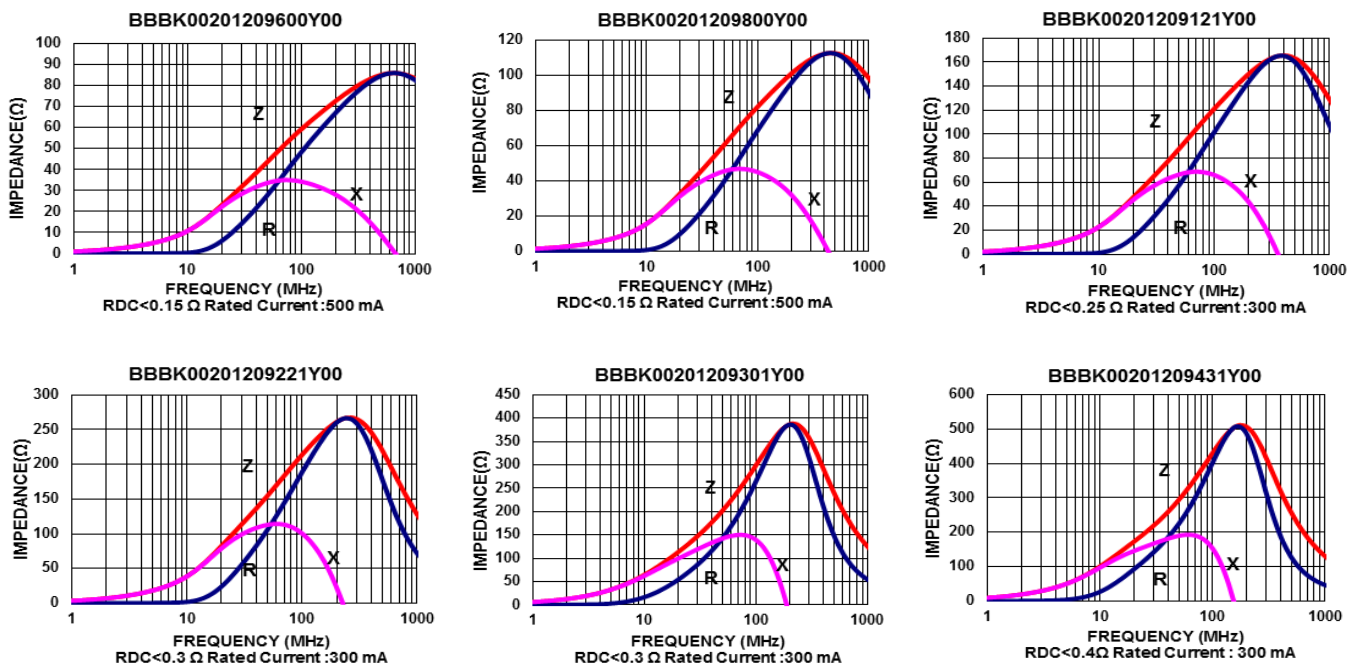 BBBK00201209600Y00
IMPEDANCE(Ω)
100
90
80
70
60
50
40
30
20
10
0
Z
X
R
1 10 100 1000
FREQUENCY (MHz)
RDC<0.15 Ω Rated Current :500 mA
BBBK00201209800Y00
IMPEDANCE(Ω)
120
100
80
60
40
20
0
Z
X
R
1 10 100 1000
FREQUENCY (MHz)
RDC<0.15 Ω Rated Current :500 mA
BBBK00201209121Y00
IMPEDANCE(Ω)
180
160
140
120
100
80
60
40
20
0
Z
X
R
1 10 100 1000
FREQUENCY (MHz)
RDC<0.25 Ω Rated Current :300 mA
BBBK00201209221Y00
IMPEDANCE(Ω)
300
250
200
150
100
50
0
Z
X
R
1 10 100 1000
FREQUENCY (MHz)
RDC<0.3 Ω Rated Current :300 mA
BBBK00201209301Y00
IMPEDANCE(Ω)
450
400
350
300
250
200
150
100
50
0
Z
X
R
1 10 100 1000
FREQUENCY (MHz)
RDC<0.3 Ω Rated Current :300 mA
BBBK00201209431Y00
IMPEDANCE(Ω)
600
500
400
300
200
100
0
Z
X
R
1 10 100 1000
FREQUENCY (MHz)
RDC<0.4Ω Rated Current : 300 mA